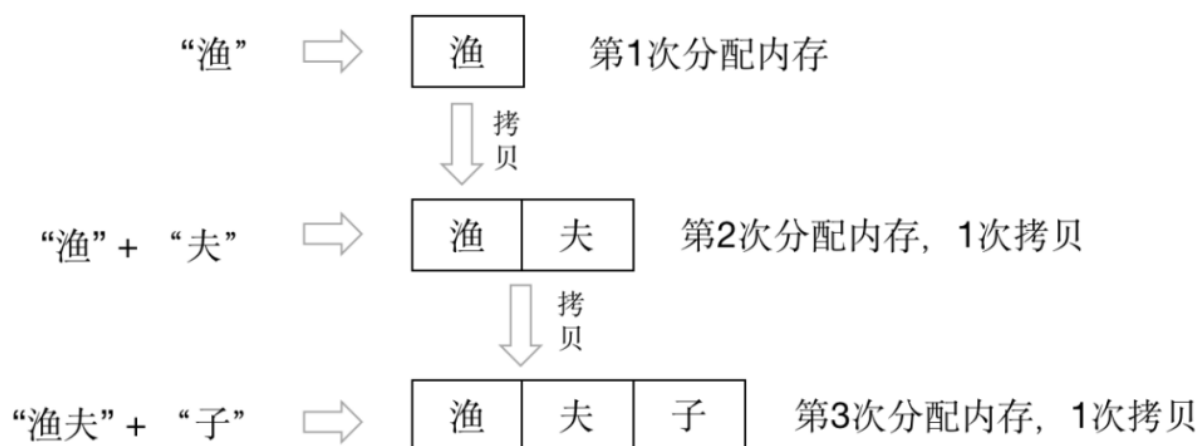 “渔” 渔 第1次分配内存
拷
贝
“渔” + “夫” 渔 夫 第2次分配内存，1次拷贝
拷
贝
“渔夫” + “子” 渔 夫 子 第3次分配内存，1次拷贝